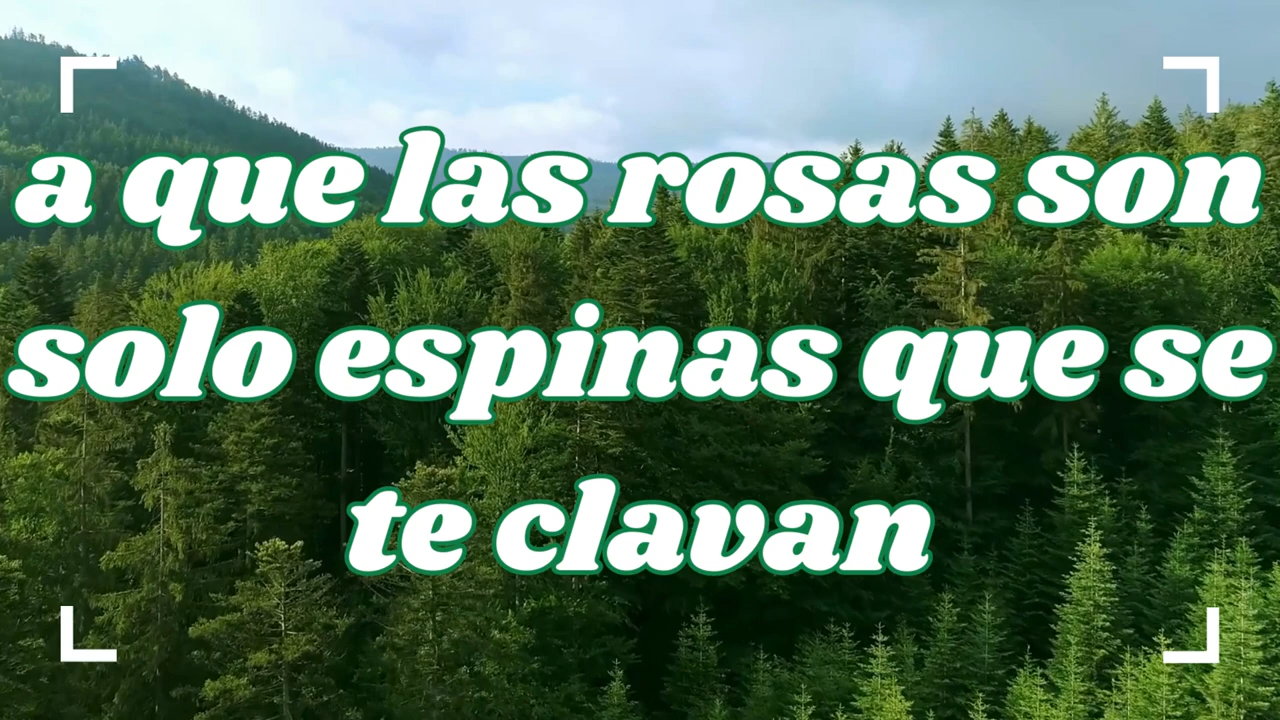 a que las rosas son
solo espinas que se
te clavan